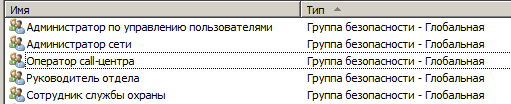 Имя Тип
Администратор по управлению пользователями Группа безопасности - Глобальная
Администратор сети Группа безопасности - Глобальная
Оператор call-центра Группа безопасности - Глобальная
Руководитель отдела Группа безопасности - Глобальная
Сотрудник службы охраны Группа безопасности - Глобальная